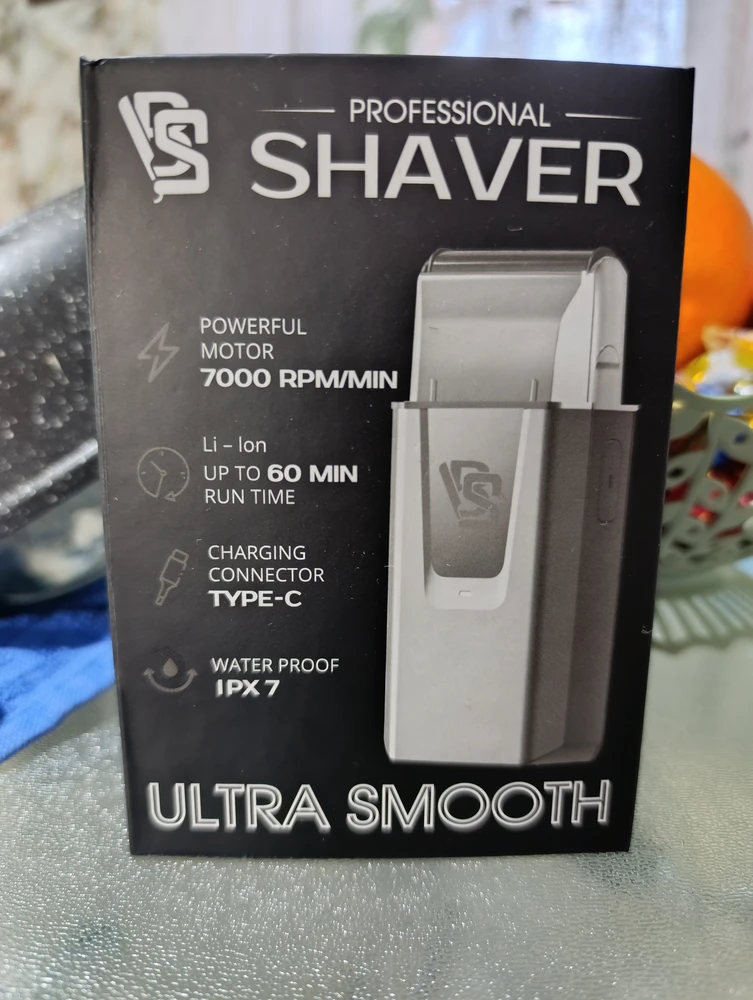 PROFESSIONAL
SHAVER
POWERFUL
MOTOR
7000 RPM/MIN
Li – Ion
UP TO 60 MIN
RUN TIME
CHARGING
CONNECTOR
TYPE-C
WATER PROOF
IPX 7
ULTRA SMOOTH